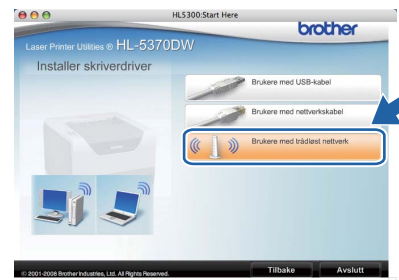 HL5300:Start Here
brother
Laser Printer Utilities ® HL-5370DW
Installer skriverdriver
Brukere med USB-kabel
Brukere med nettverkskabel
Brukere med trådløst nettverk
© 2001-2008 Brother Industries, Ltd. All Rights Reserved.
Tilbake
Avslutt